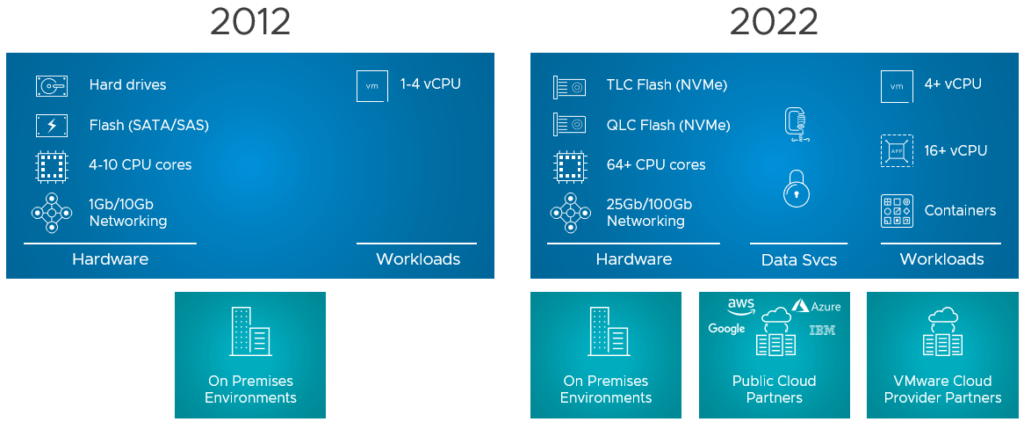 2012
Hard drives
Flash (SATA/SAS)
4-10 CPU cores
1Gb/10Gb
Networking
Hardware
vm
1-4 vCPU
Workloads
On Premises
Environments
2022
TLC Flash (NVMe)
QLC Flash (NVMe)
64+ CPU cores
25Gb/100Gb
Networking
Hardware
Data Svcs
vm
4+ vCPU
APP
16+ vCPU
Containers
Workloads
On Premises
Environments
aws
Azure
Google
IBM
Public Cloud
Partners
VMware Cloud
Provider Partners